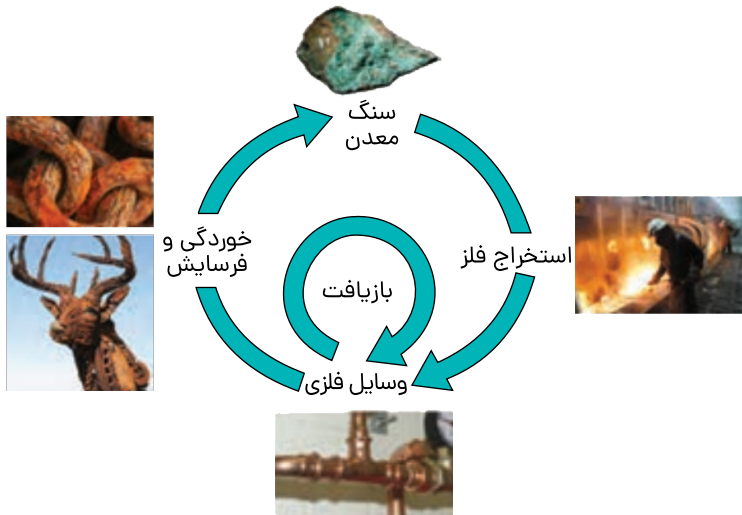 سنگ
معدن
استخراج فلز
خوردگی و
فرسایش
بازیافت
وسایل فلزی